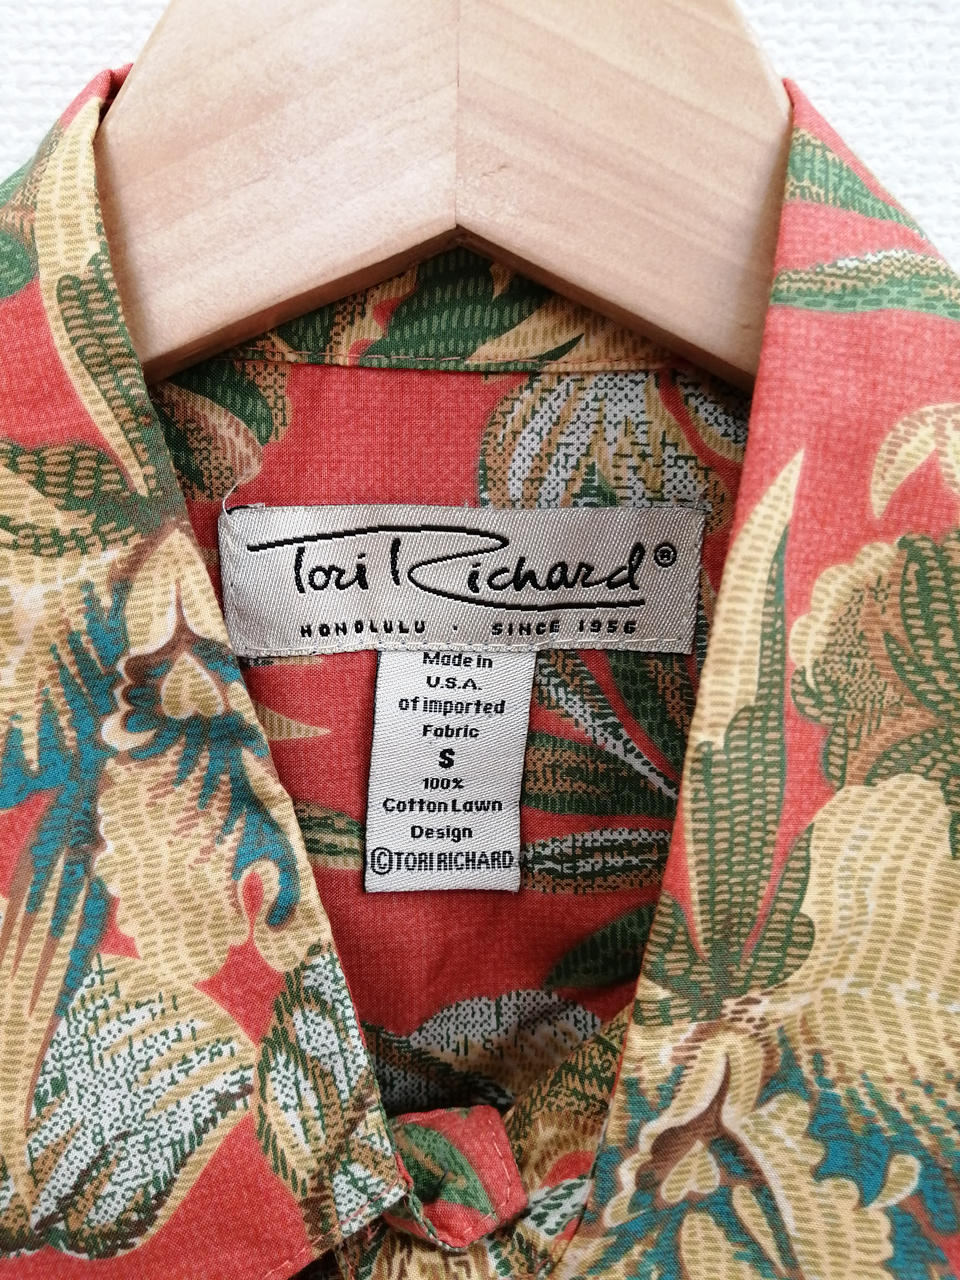 Tori Richard®
HONOLULU · SINCE 1956
Made in
U.S.A.
of imported
Fabric
S
100%
Cotton Lawn
Design
©TORI RICHARD